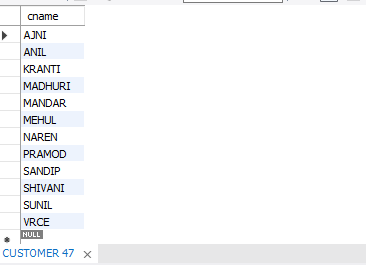 cname
AJNI
ANIL
KRANTI
MADHURI
MANDAR
MEHUL
NAREN
PRAMOD
SANDIP
SHIVANI
SUNIL
VRCE
NULL
CUSTOMER 47